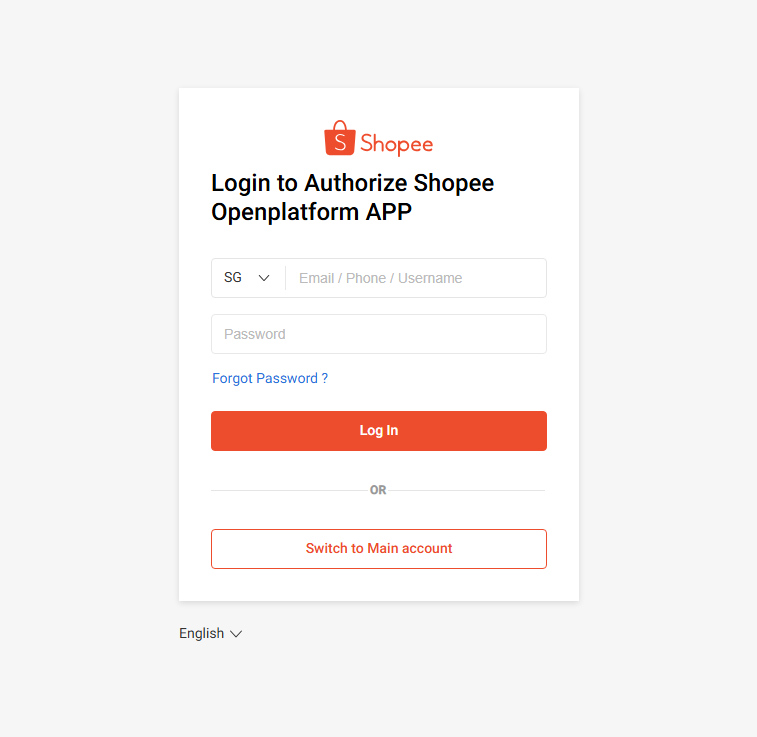 S Shopee
Login to Authorize Shopee
Openplatform APP
SG Email / Phone / Username
Password
Forgot Password ?
Log In
OR
Switch to Main account
English